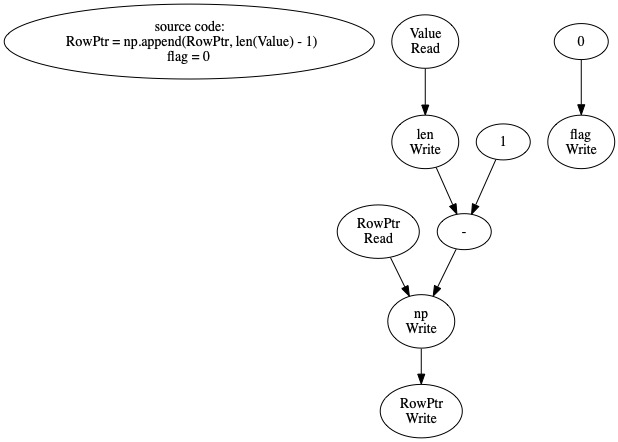 source code:
RowPtr = np.append(RowPtr, len(Value) - 1)
flag = 0
Value
Read
0
len
Write
1
flag
Write
RowPtr
Read
-
np
Write
RowPtr
Write